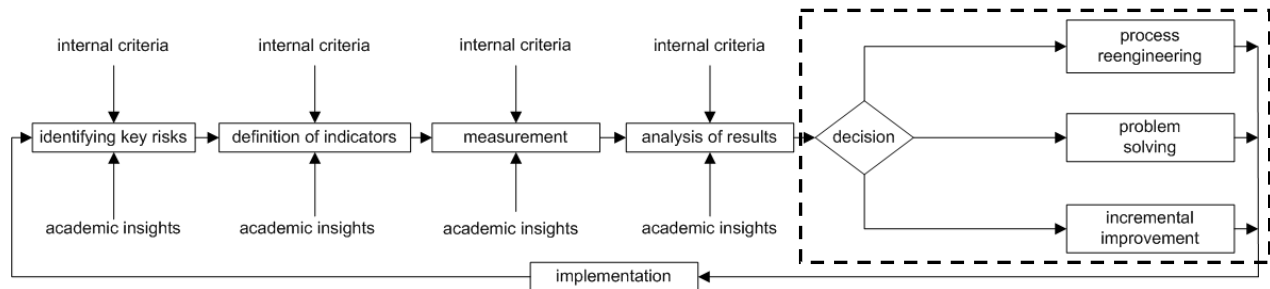 internal criteria
internal criteria
internal criteria
internal criteria
process
reengineering
identifying key risks
definition of indicators
measurement
analysis of results
decision
problem
solving
academic insights
academic insights
academic insights
academic insights
incremental
improvement
implementation